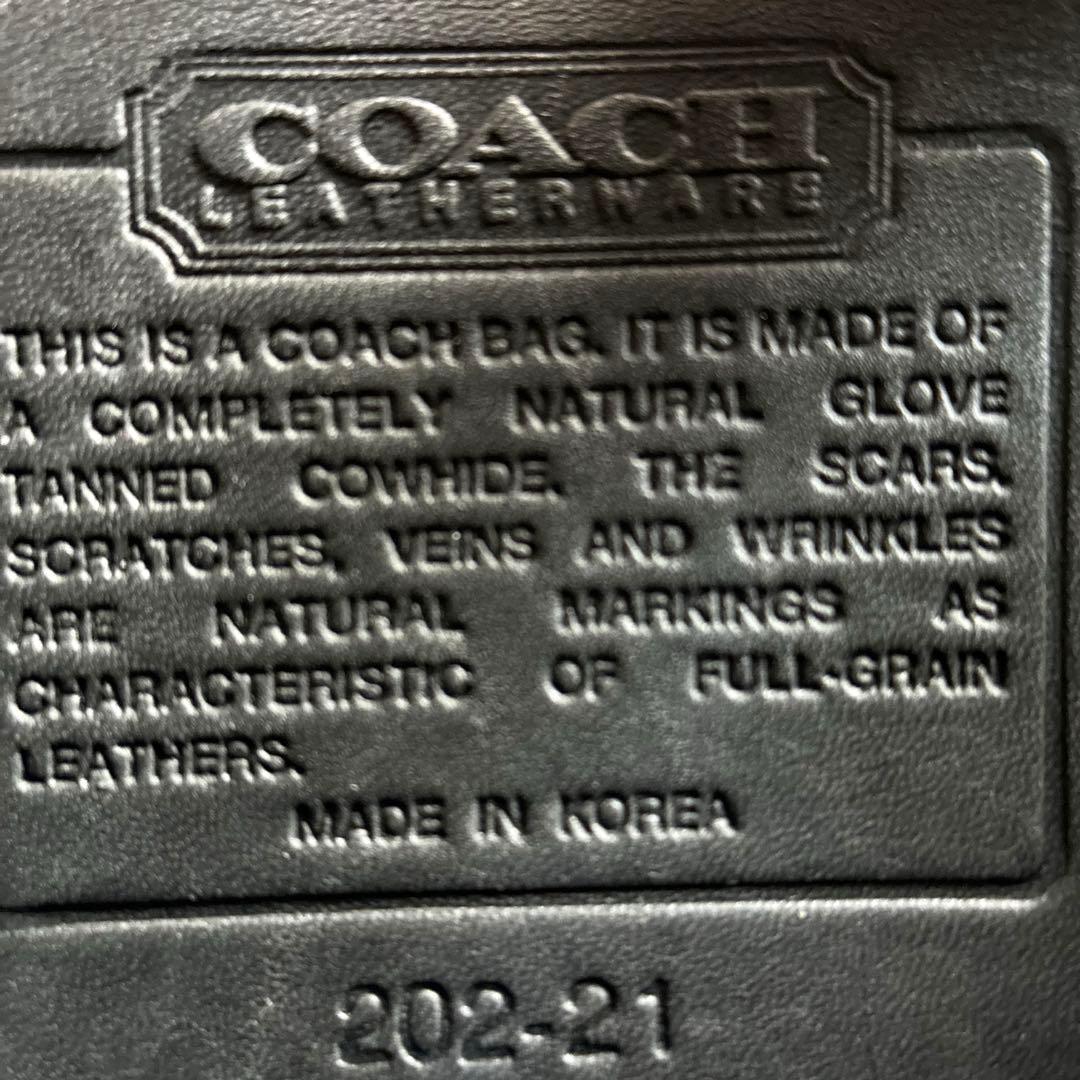 COACH
LEATHERWARE
THIS IS A COACH BAG. IT IS MADE OF
A COMPLETELY NATURAL GLOVE
TANNED COWHIDE. THE SCARS,
SCRATCHES, VEINS AND WRINKLES
ARE NATURAL MARKINGS AS
CHARACTERISTIC OF FULL-GRAIN
LEATHERS.
MADE IN KOREA
202-21